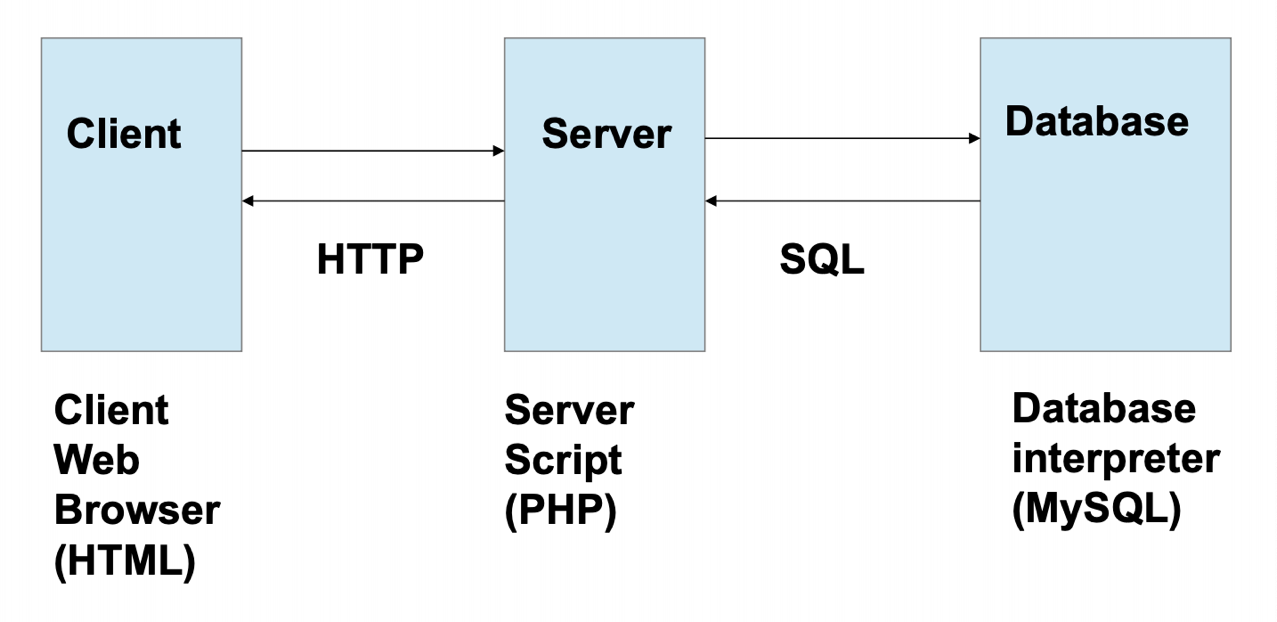 Client
Server
Database
HTTP
SQL
Client
Web
Browser
(HTML)
Server
Script
(PHP)
Database
interpreter
(MySQL)